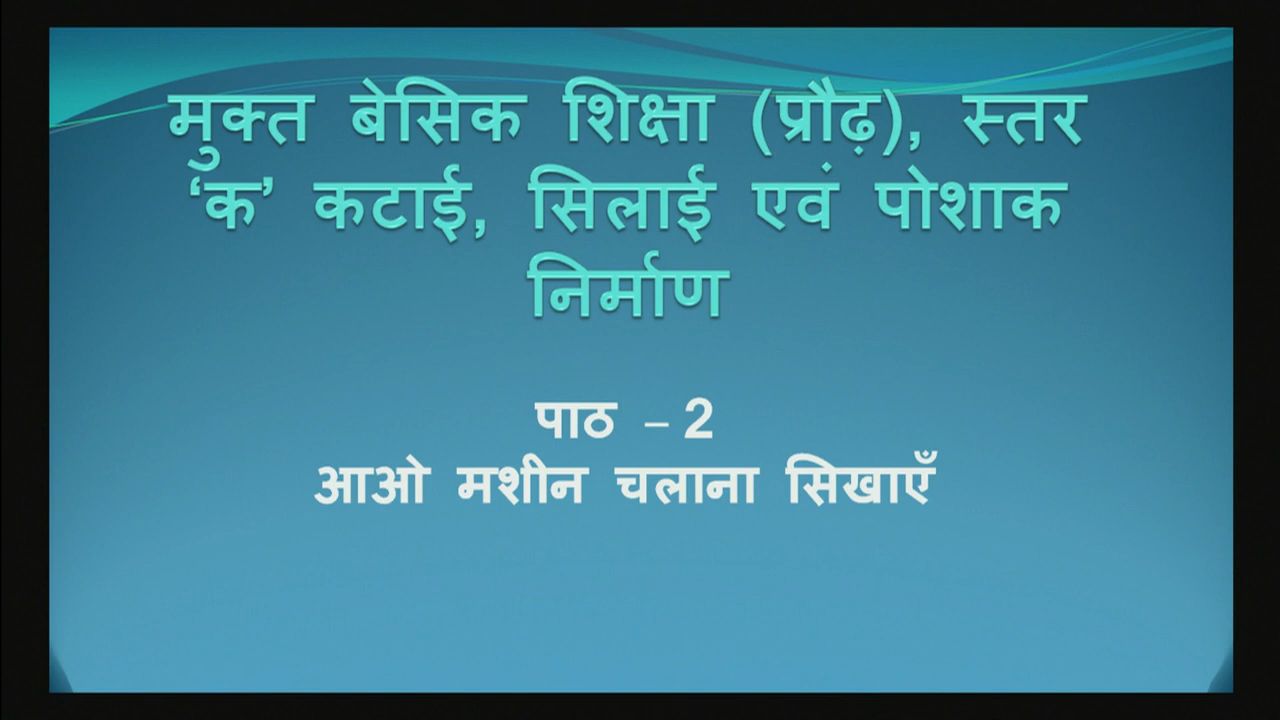 मुक्त बेसिक शिक्षा (प्रौढ़), स्तर
‘क’ कटाई, सिलाई एवं पोशाक
निर्माण
पाठ – 2
आओ मशीन चलाना सिखाएँ